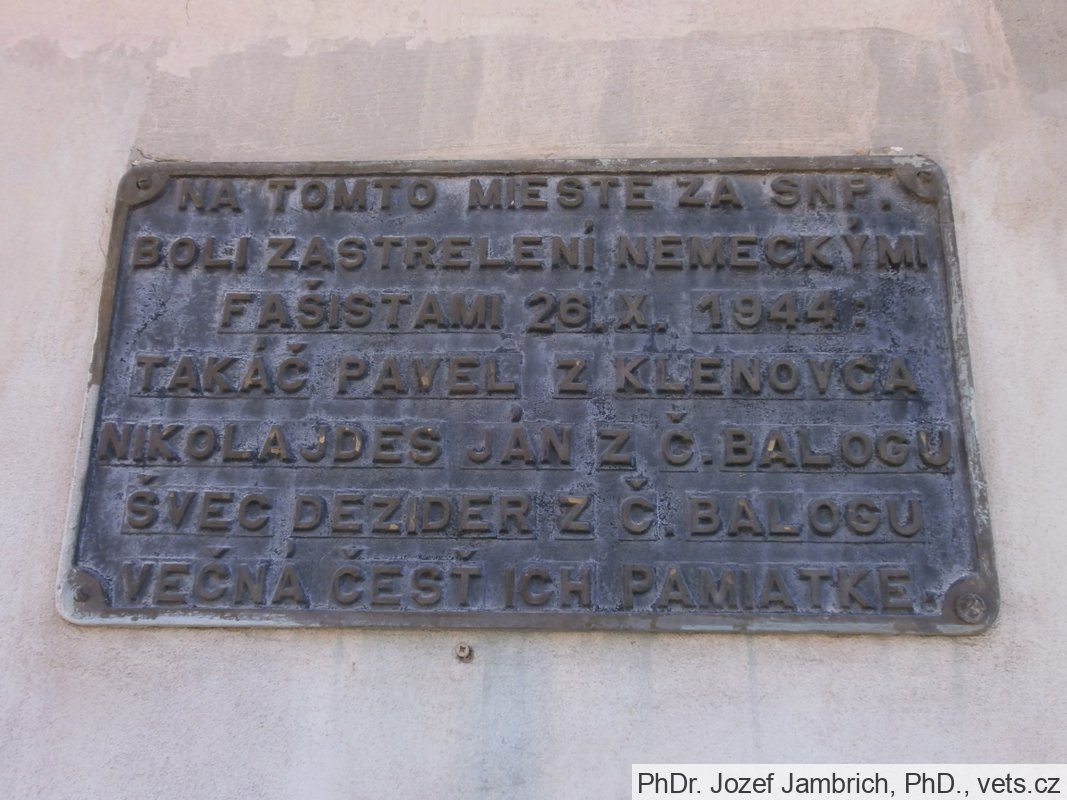 NA TOMTO MIESTE ZA SNP.
BOLI ZASTRELENÍ NEMECKÝMI
FAŠISTAMI 26. X. 1944:
TAKÁČ PAVEL Z KLENOVCA
NIKOLAJDES JÁN Z Č. BALOGU
ŠVEC DEZIDER Z Č. BALOGU
VEČNÁ ČESŤ ICH PAMIATKE.
PhDr. Jozef Jambrich, PhD., vets.cz